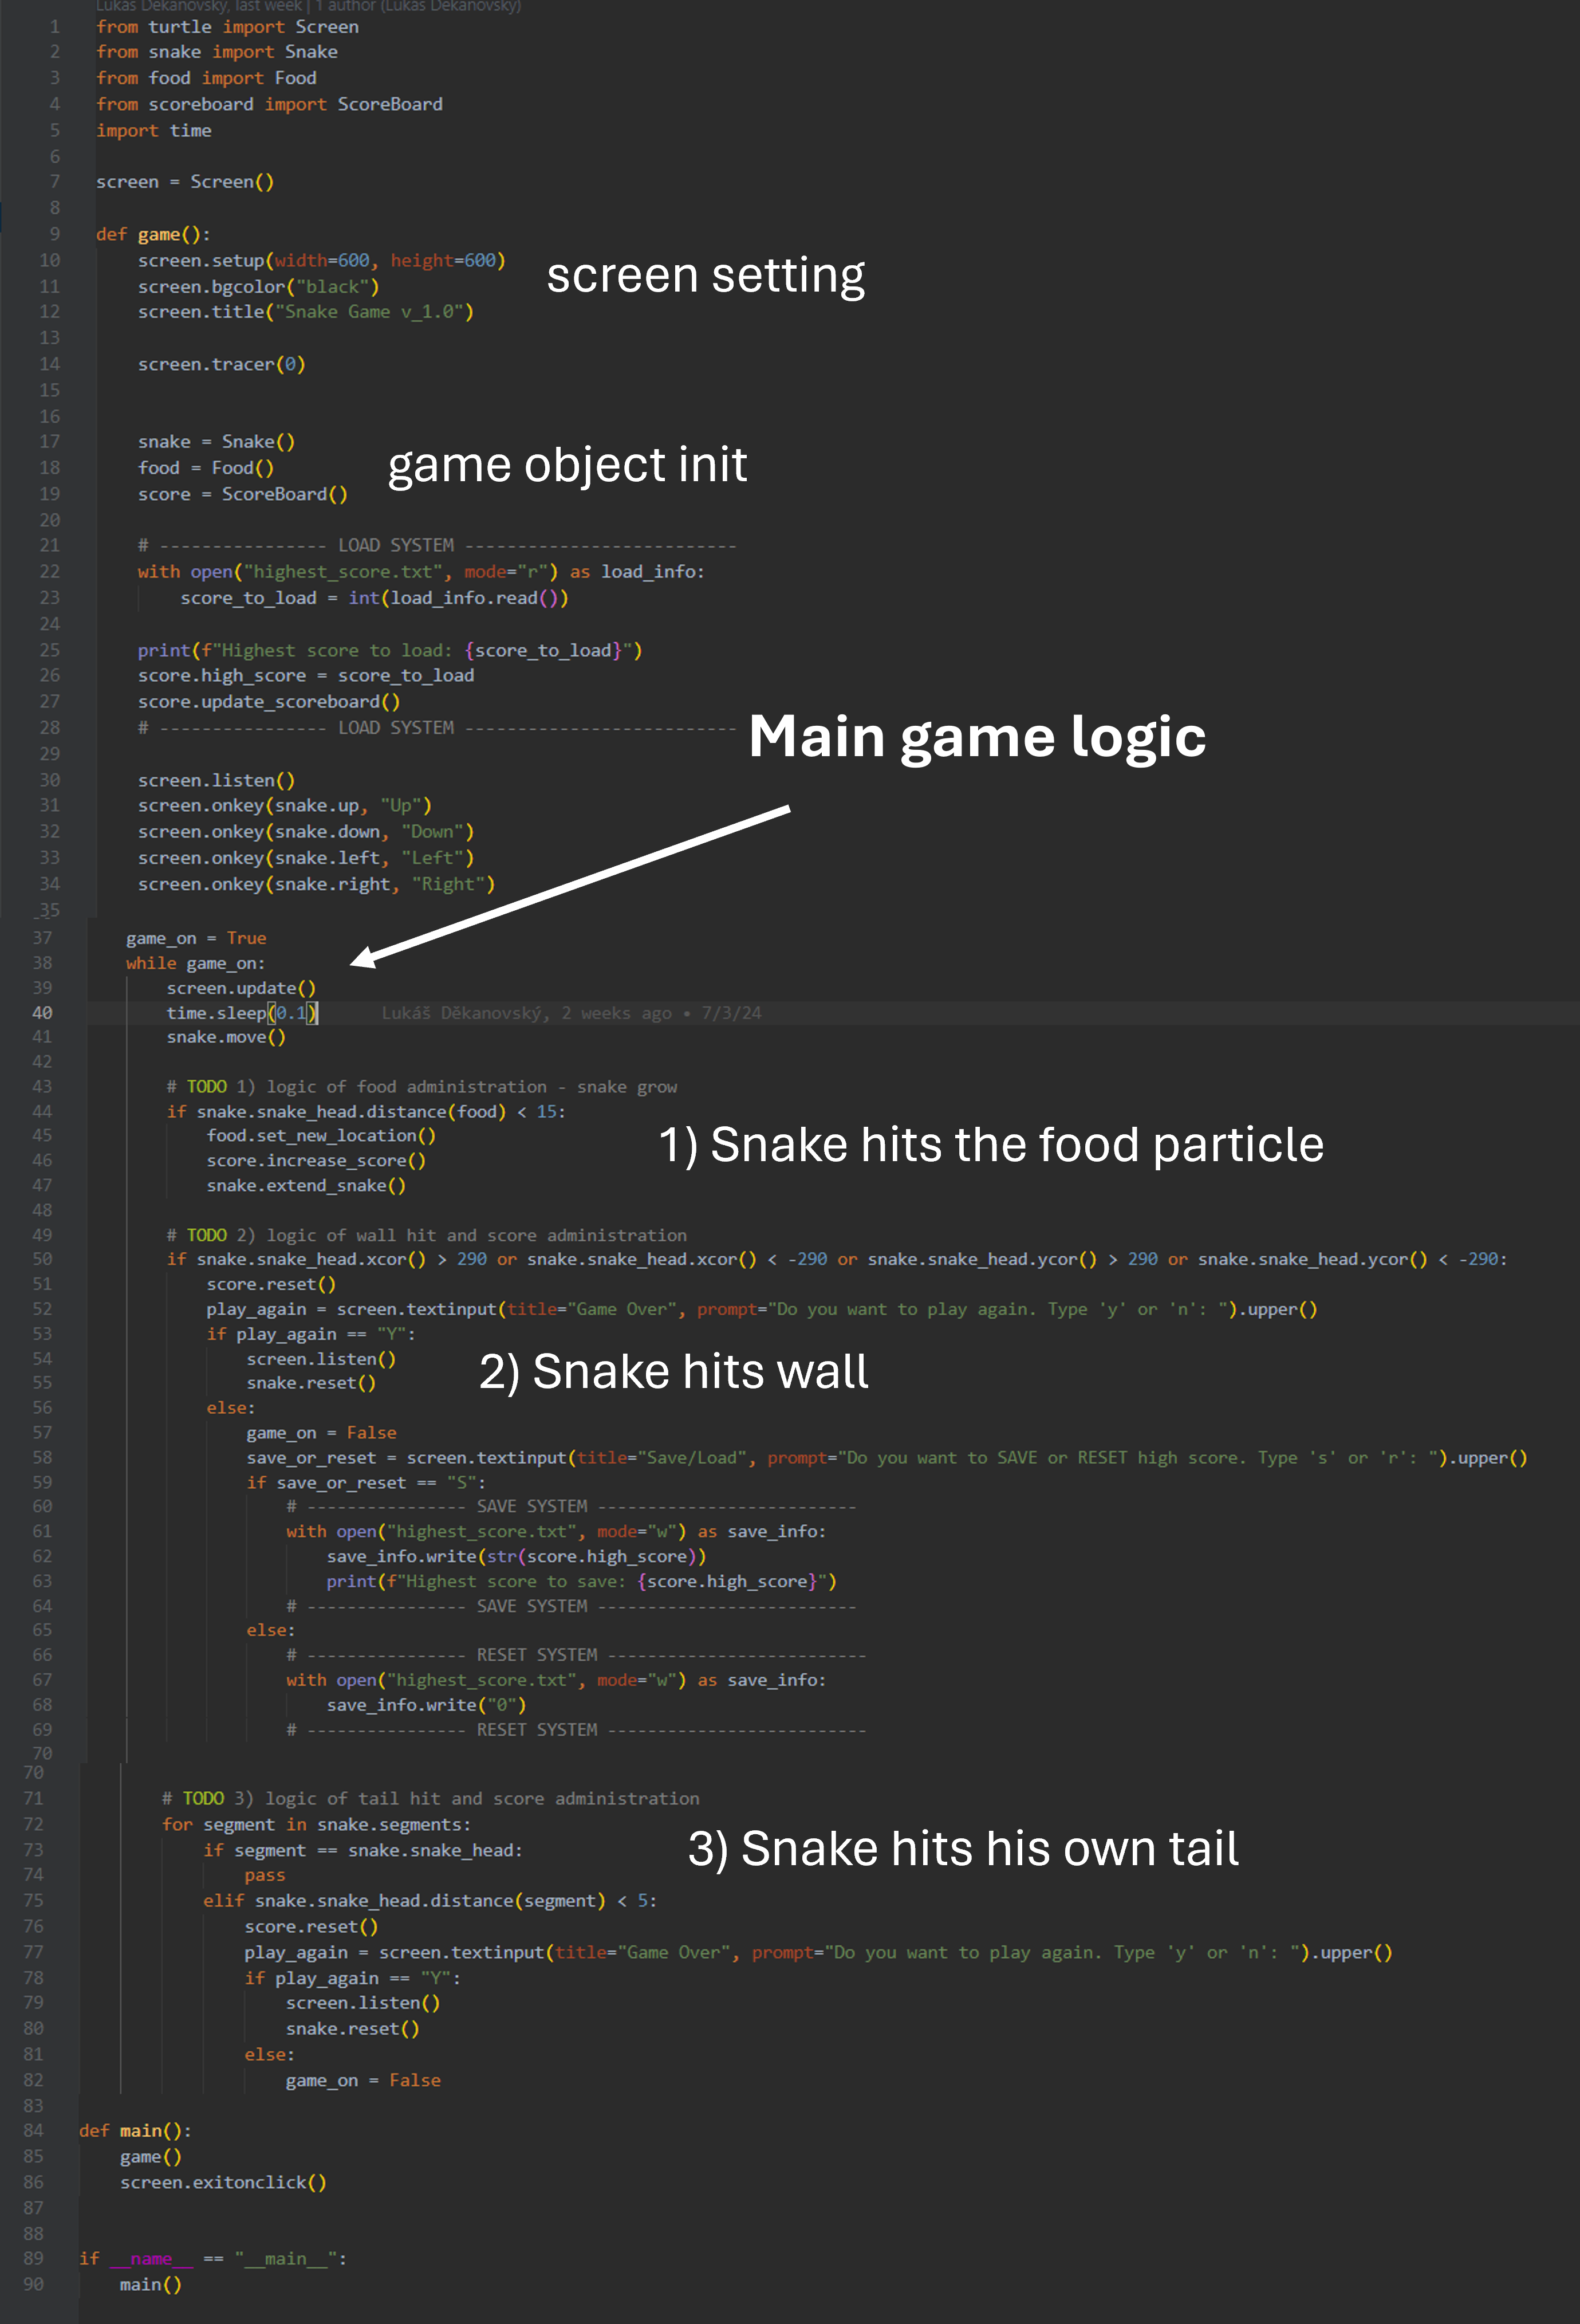 Lukáš Děkanovský, last week | 1 author (Lukáš Děkanovský)
1 from turtle import Screen
2 from snake import Snake
3 from food import Food
4 from scoreboard import ScoreBoard
5 import time
6
7 screen = Screen()
8
9 def game():
10 screen.setup(width=600, height=600)
screen setting
11 screen.bgcolor("black")
12 screen.title("Snake Game v_1.0")
13
14 screen.tracer(0)
15
16
17 snake = Snake()
18 food = Food()
game object init
19 score = ScoreBoard()
20
21 # ---------------- LOAD SYSTEM --------------------------
22 with open("highest_score.txt", mode="r") as load_info:
23 score_to_load = int(load_info.read())
24
25 print(f"Highest score to load: {score_to_load}")
26 score.high_score = score_to_load
27 score.update_scoreboard()
28 # ---------------- LOAD SYSTEM --------------------------
Main game logic
29
30 screen.listen()
31 screen.onkey(snake.up, "Up")
32 screen.onkey(snake.down, "Down")
33 screen.onkey(snake.left, "Left")
34 screen.onkey(snake.right, "Right")
35
37 game_on = True
38 while game_on:
39 screen.update()
40 time.sleep(0.1) Lukáš Děkanovský, 2 weeks ago • 7/3/24
41 snake.move()
42
43 # TODO 1) logic of food administration - snake grow
44 if snake.snake_head.distance(food) < 15:
45 food.set_new_location()
1) Snake hits the food particle
46 score.increase_score()
47 snake.extend_snake()
48
49 # TODO 2) logic of wall hit and score administration
50 if snake.snake_head.xcor() > 290 or snake.snake_head.xcor() < -290 or snake.snake_head.ycor() > 290 or snake.snake_head.ycor() < -290:
51 score.reset()
52 play_again = screen.textinput(title="Game Over", prompt="Do you want to play again. Type 'y' or 'n': ").upper()
53 if play_again == "Y":
54 screen.listen()
2) Snake hits wall
55 snake.reset()
56 else:
57 game_on = False
58 save_or_reset = screen.textinput(title="Save/Load", prompt="Do you want to SAVE or RESET high score. Type 's' or 'r': ").upper()
59 if save_or_reset == "S":
60 # ---------------- SAVE SYSTEM --------------------------
61 with open("highest_score.txt", mode="w") as save_info:
62 save_info.write(str(score.high_score))
63 print(f"Highest score to save: {score.high_score}")
64 # ---------------- SAVE SYSTEM --------------------------
65 else:
66 # ---------------- RESET SYSTEM --------------------------
67 with open("highest_score.txt", mode="w") as save_info:
68 save_info.write("0")
69 # ---------------- RESET SYSTEM --------------------------
70
70
71 # TODO 3) logic of tail hit and score administration
72 for segment in snake.segments:
73 if segment == snake.snake_head:
3) Snake hits his own tail
74 pass
75 elif snake.snake_head.distance(segment) < 5:
76 score.reset()
77 play_again = screen.textinput(title="Game Over", prompt="Do you want to play again. Type 'y' or 'n': ").upper()
78 if play_again == "Y":
79 screen.listen()
80 snake.reset()
81 else:
82 game_on = False
83
84 def main():
85 game()
86 screen.exitonclick()
87
88
89 if __name__ == "__main__":
90 main()